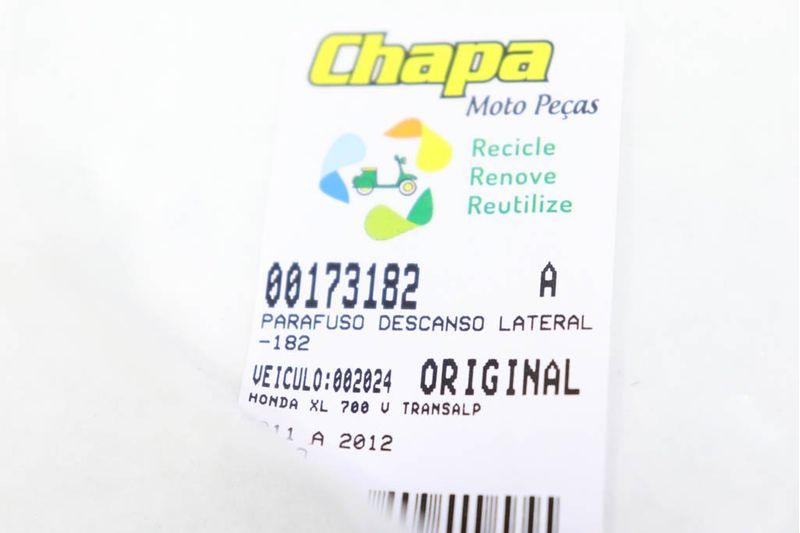 Chapa
Moto Peças
Recicle
Renove
Reutilize
00173182 A
PARAFUSO DESCANSO LATERAL
-182
VEICULO:002024 ORIGINAL
HONDA XL 700 V TRANSALP
A 2012